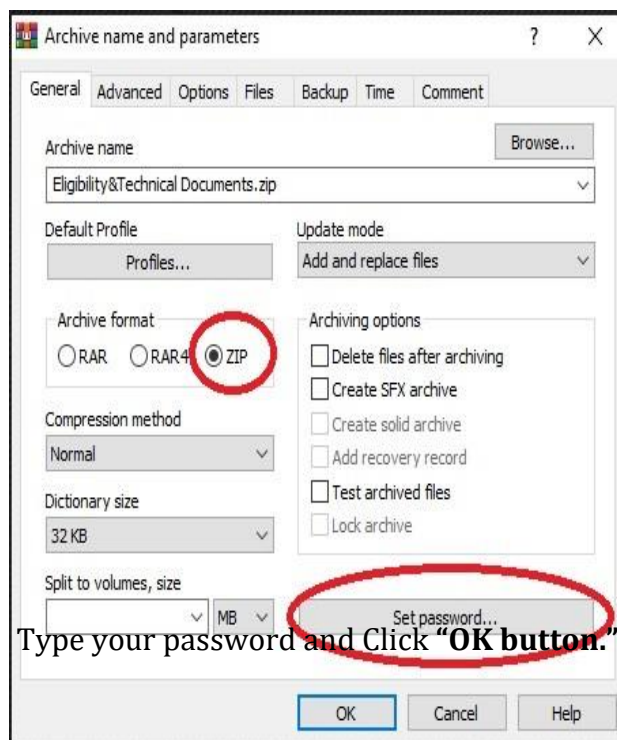 Archive name and parameters ? X
General Advanced Options Files Backup Time Comment
Archive name Browse...
Eligibility&Technical Documents.zip
Default Profile Update mode
Profiles... Add and replace files
Archive format Archiving options
RAR RAR4 ZIP Delete files after archiving
Create SFX archive
Compression method Create solid archive
Normal Add recovery record
Dictionary size Test archived files
32 KB Lock archive
Split to volumes, size
MB Set password...
Type your password and Click “OK button.”
OK Cancel Help